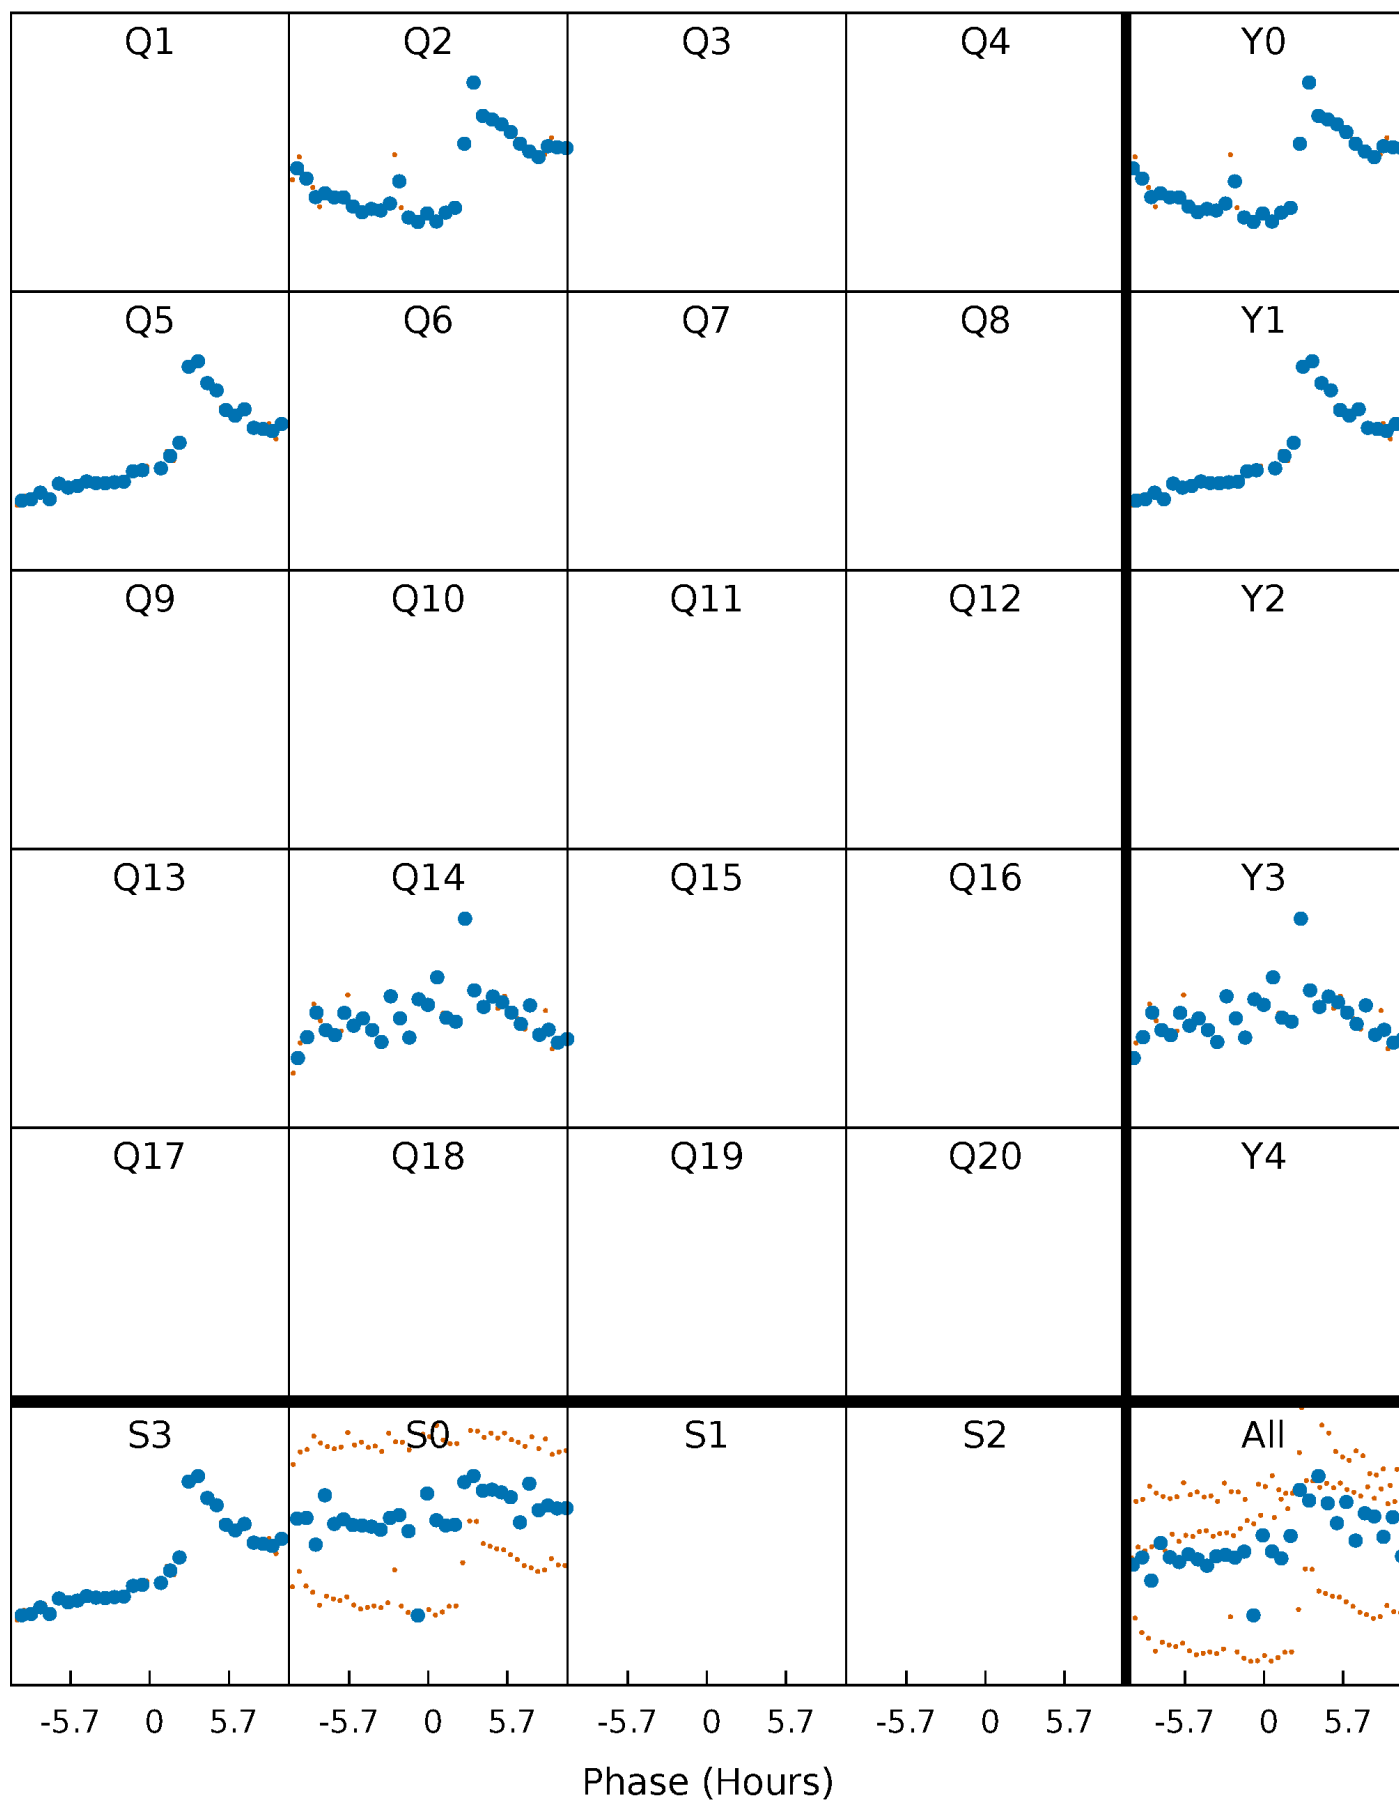 Q1 Q2 Q3 Q4 Y0
Q5 Q6 Q7 Q8 Y1
Q9 Q10 Q11 Q12 Y2
Q13 Q14 Q15 Q16 Y3
Q17 Q18 Q19 Q20 Y4
S3 S0 S1 S2 All
-5.7 0 5.7 -5.7 0 5.7 -5.7 0 5.7 -5.7 0 5.7 -5.7 0 5.7
Phase (Hours)